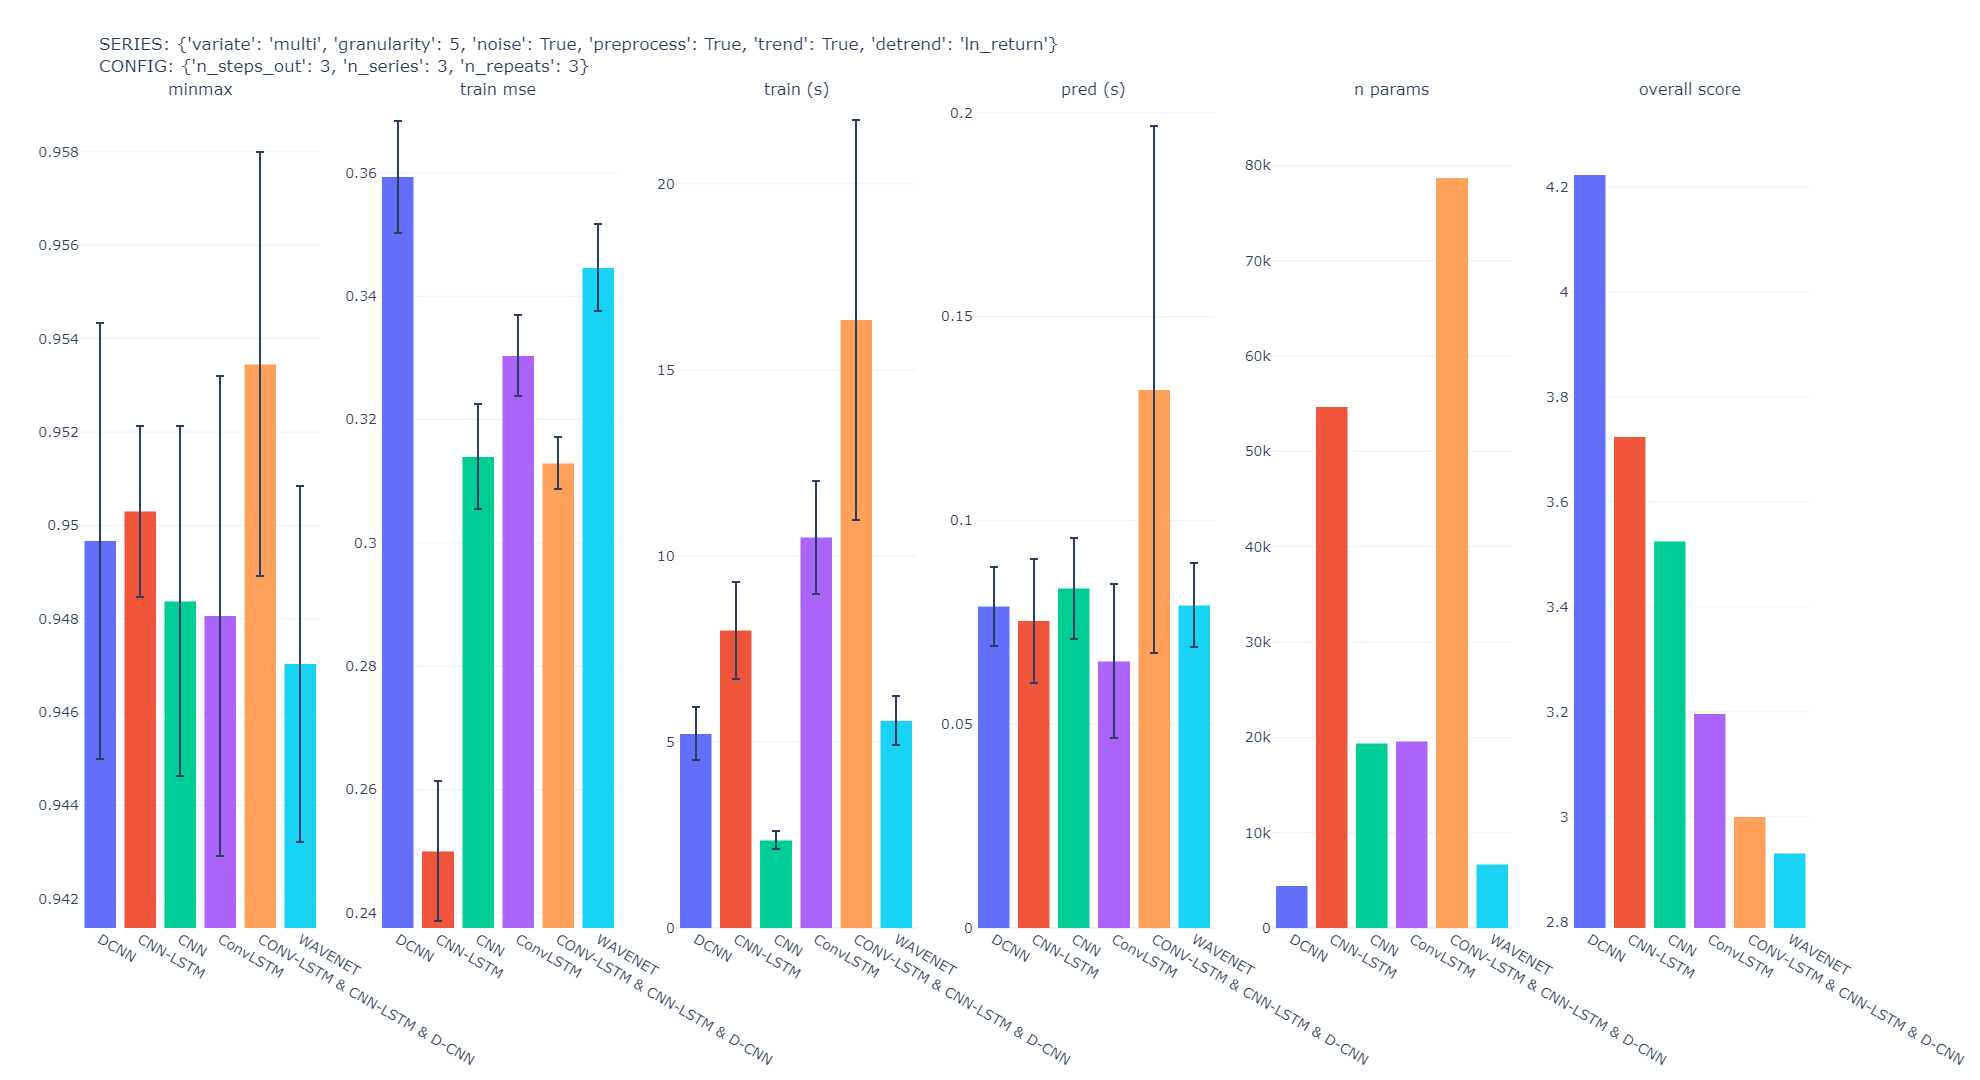 SERIES: {'variate': 'multi', 'granularity': 5, 'noise': True, 'preprocess': True, 'trend': True, 'detrend': 'ln_return'}
CONFIG: {'n_steps_out': 3, 'n_series': 3, 'n_repeats': 3}
minmax
0.958
0.956
0.954
0.952
0.95
0.948
0.946
0.944
0.942
DCNN
CNN-LSTM
CNN
ConvLSTM
CONV-LSTM & CNN-LSTM & D-CNN
WAVENET
train mse
0.36
0.34
0.32
0.3
0.28
0.26
0.24
DCNN
CNN-LSTM
CNN
ConvLSTM
CONV-LSTM & CNN-LSTM & D-CNN
WAVENET
train (s)
20
15
10
5
0
DCNN
CNN-LSTM
CNN
ConvLSTM
CONV-LSTM & CNN-LSTM & D-CNN
WAVENET
pred (s)
0.2
0.15
0.1
0.05
0
DCNN
CNN-LSTM
CNN
ConvLSTM
CONV-LSTM & CNN-LSTM & D-CNN
WAVENET
n params
80k
70k
60k
50k
40k
30k
20k
10k
0
DCNN
CNN-LSTM
CNN
ConvLSTM
CONV-LSTM & CNN-LSTM & D-CNN
WAVENET
overall score
4.2
4
3.8
3.6
3.4
3.2
3
2.8
DCNN
CNN-LSTM
CNN
ConvLSTM
CONV-LSTM & CNN-LSTM & D-CNN
WAVENET